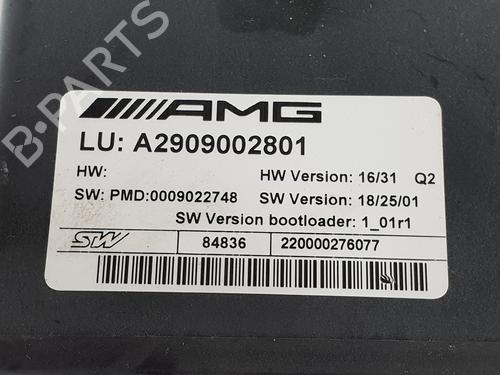 AMG
LU: A2909002801
HW: HW Version: 16/31 Q2
SW: PMD:0009022748 SW Version: 18/25/01
SW Version bootloader: 1_01r1
STW 84836 220000276077
B-PARTS